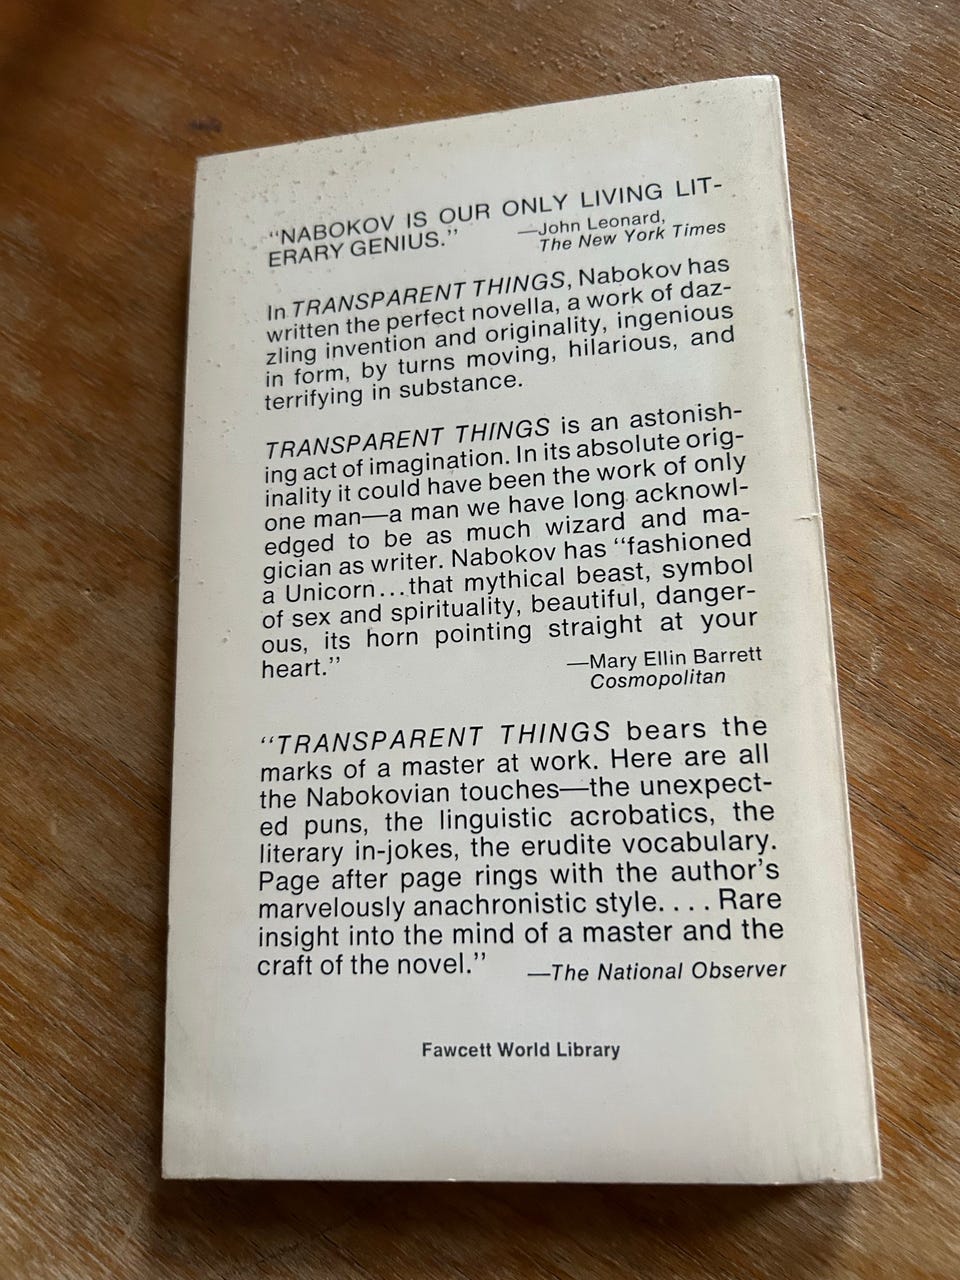 "NABOKOV IS OUR ONLY LIVING LIT-
ERARY GENIUS."
—John Leonard,
The New York Times
In TRANSPARENT THINGS, Nabokov has
written the perfect novella, a work of daz-
zling invention and originality, ingenious
in form, by turns moving, hilarious, and
terrifying in substance.
TRANSPARENT THINGS is an astonish-
ing act of imagination. In its absolute orig-
inality it could have been the work of only
one man—a man we have long acknowl-
edged to be as much wizard and ma-
gician as writer. Nabokov has "fashioned
a Unicorn...that mythical beast, symbol
of sex and spirituality, beautiful, danger-
ous, its horn pointing straight at your
heart."
—Mary Ellin Barrett
Cosmopolitan
"TRANSPARENT THINGS bears the
marks of a master at work. Here are all
the Nabokovian touches—the unexpect-
ed puns, the linguistic acrobatics, the
literary in-jokes, the erudite vocabulary.
Page after page rings with the author's
marvelously anachronistic style.... Rare
insight into the mind of a master and the
craft of the novel."
—The National Observer
Fawcett World Library